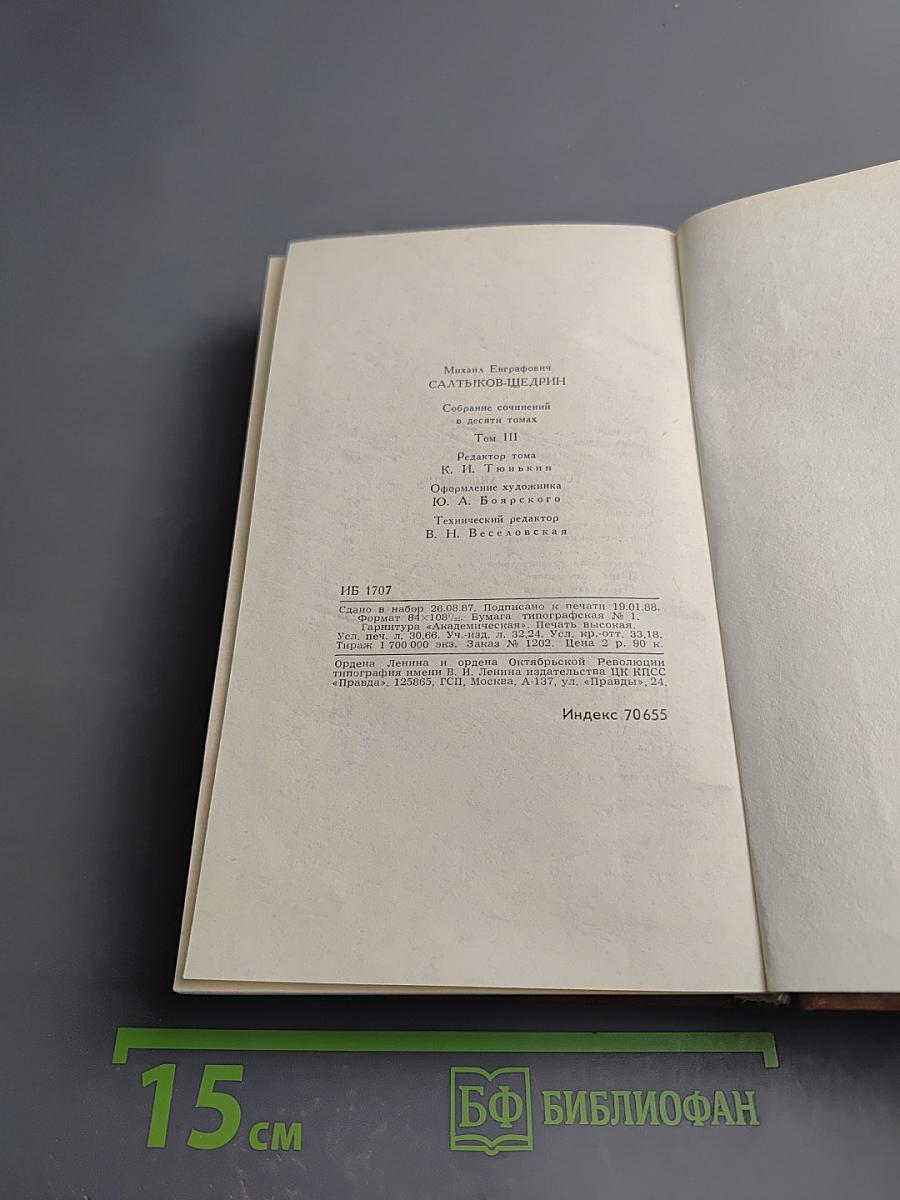 Михаил Евграфович
САЛТЫКОВ-ЩЕДРИН
Собрание сочинений
в десяти томах
Том III
Редактор тома
К. И. Тюнькин
Оформление художника
Ю. А. Боярского
Технический редактор
В. Н. Веселовская
ИБ 1707
Сдано в набор 26.08.87. Подписано к печати 19.01.88.
Формат 84×108¹/₃₂. Бумага типографская № 1.
Гарнитура «Академическая». Печать высокая.
Усл. печ. л. 30,66. Уч.-изд. л. 32,24. Усл. кр.-отт. 33,18.
Тираж 1 700 000 экз. Заказ № 1202. Цена 2 р. 90 к.
Ордена Ленина и ордена Октябрьской Революции
типография имени В. И. Ленина издательства ЦК КПСС
«Правда». 125865, ГСП, Москва, А-137, ул. «Правды», 24.
Индекс 70655
15 см
БФ БИБЛИОФАН